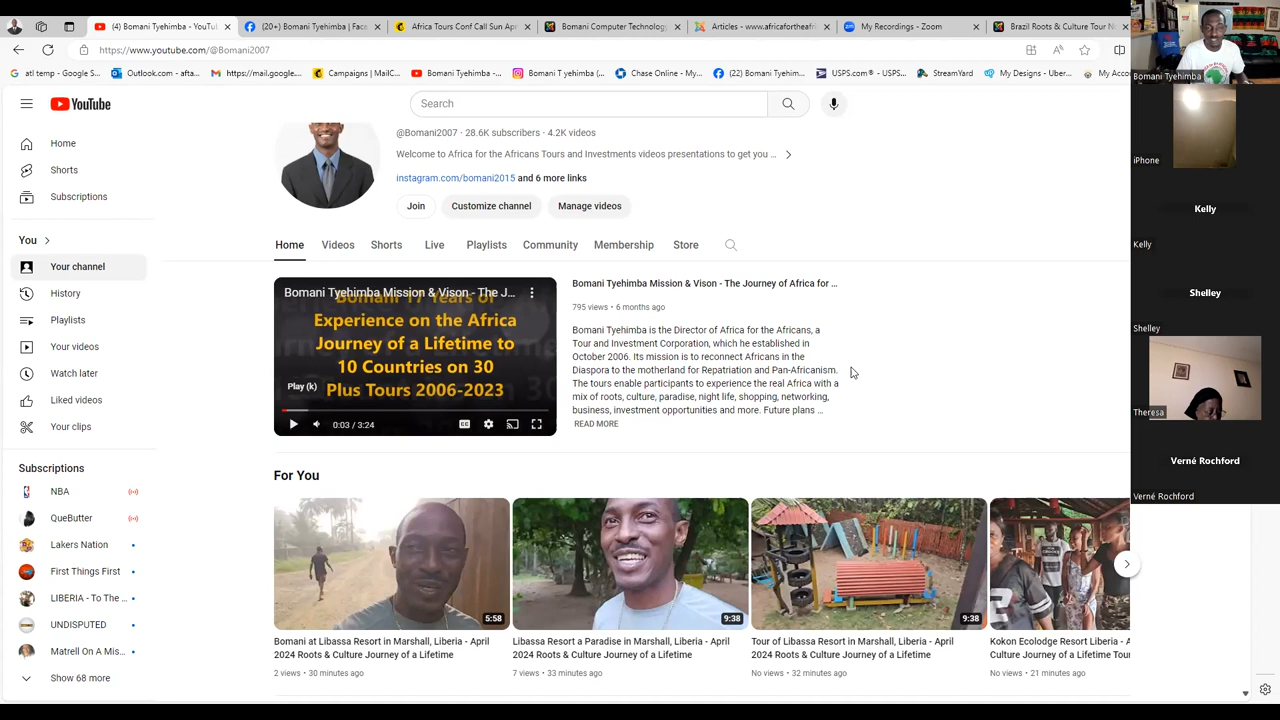 (4) Bomani Tyehimba - YouTu
(20+) Bomani Tyehimba | Face
Africa Tours Conf Call Sun Apr
Bomani Computer Technology
Articles - www.africafortheafri
My Recordings - Zoom
Brazil Roots & Culture Tour N
https://www.youtube.com/@Bomani2007
atl temp - Google S...
Outlook.com - afta...
https://mail.google....
Campaigns | MailC...
Bomani Tyehimba -...
Bomani T yehimba (...
Chase Online - My...
(22) Bomani Tyehim...
USPS.com® - USPS...
StreamYard
My Designs - Uber...
My Accou
YouTube
Search
Home
Shorts
Subscriptions
You
Your channel
History
Playlists
Your videos
Watch later
Liked videos
Your clips
Subscriptions
NBA
QueButter
Lakers Nation
First Things First
LIBERIA - To The ...
UNDISPUTED
Matrell On A Mis...
Show 68 more
@Bomani2007 · 28.6K subscribers · 4.2K videos
Welcome to Africa for the Africans Tours and Investments videos presentations to get you ...
instagram.com/bomani2015 and 6 more links
Join
Customize channel
Manage videos
Home
Videos
Shorts
Live
Playlists
Community
Membership
Store
Bomani Tyehimba Mission & Vison - The J...
Bomani 17 Years of
Experience on the Africa
Journey of a Lifetime to
10 Countries on 30
Plus Tours 2006-2023
Play (k)
0:03 / 3:24
Bomani Tyehimba Mission & Vison - The Journey of Africa for ...
795 views · 6 months ago
Bomani Tyehimba is the Director of Africa for the Africans, a
Tour and Investment Corporation, which he established in
October 2006. Its mission is to reconnect Africans in the
Diaspora to the motherland for Repatriation and Pan-Africanism.
The tours enable participants to experience the real Africa with a
mix of roots, culture, paradise, night life, shopping, networking,
business, investment opportunities and more. Future plans ...
READ MORE
For You
5:58
Bomani at Libassa Resort in Marshall, Liberia - April
2024 Roots & Culture Journey of a Lifetime
2 views · 30 minutes ago
9:38
Libassa Resort a Paradise in Marshall, Liberia - April
2024 Roots & Culture Journey of a Lifetime
7 views · 33 minutes ago
9:38
Tour of Libassa Resort in Marshall, Liberia - April
2024 Roots & Culture Journey of a Lifetime
No views · 32 minutes ago
Kokon Ecolodge Resort Liberia - A
Culture Journey of a Lifetime Tour
No views · 21 minutes ago
Bomani Tyehimba
iPhone
Kelly
Kelly
Shelley
Shelley
Theresa
Verné Rochford
Verné Rochford